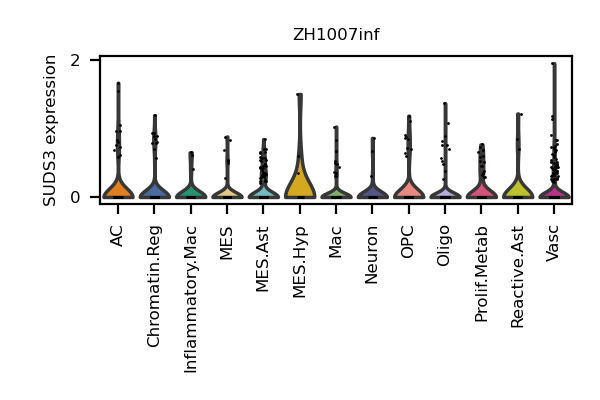 ZH1007inf
SUDS3 expression
2
0
AC
Chromatin.Reg
Inflammatory.Mac
MES
MES.Ast
MES.Hyp
Mac
Neuron
OPC
Oligo
Prolif.Metab
Reactive.Ast
Vasc